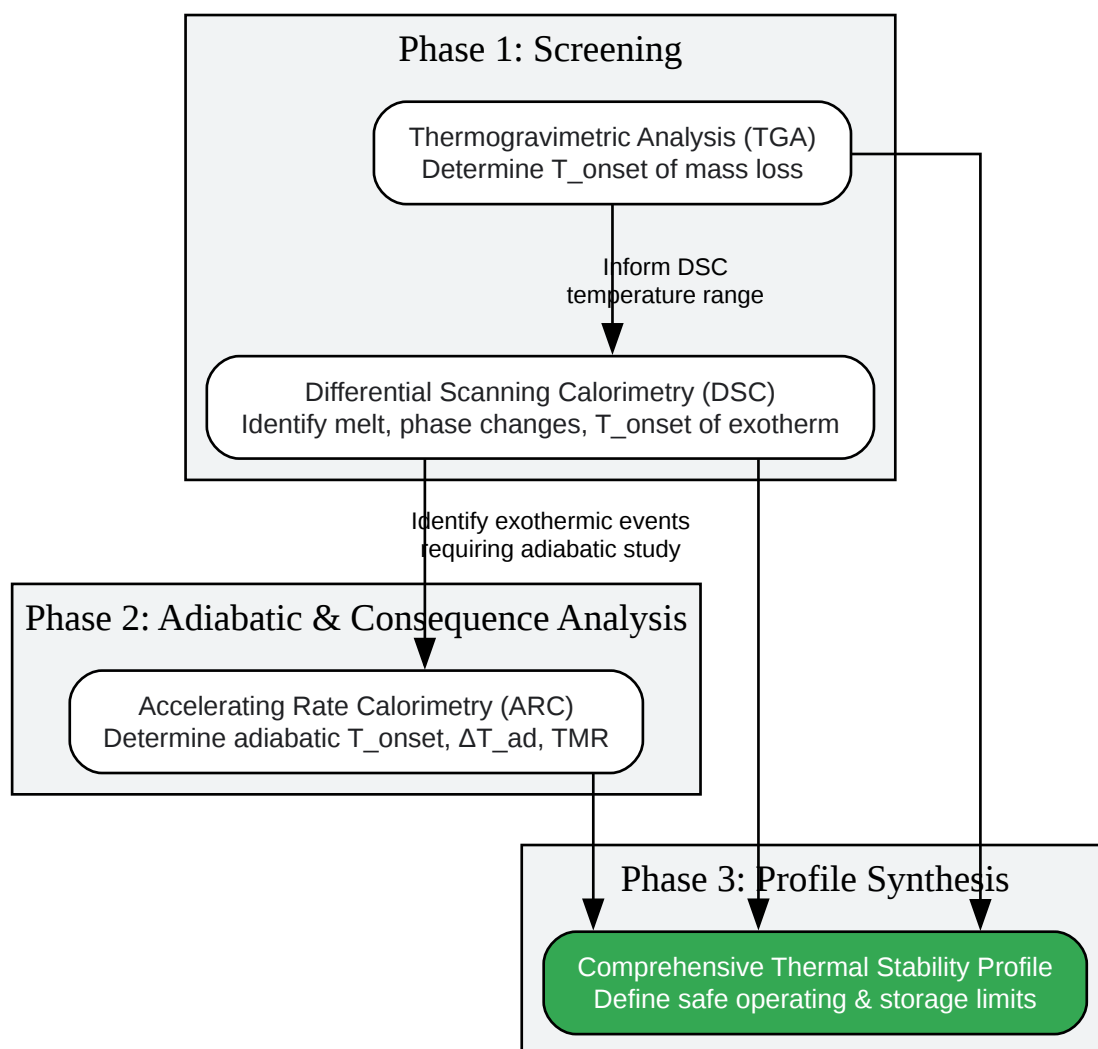 Phase 1: Screening
Thermogravimetric Analysis (TGA)
Determine T_onset of mass loss
Inform DSC
temperature range
Differential Scanning Calorimetry (DSC)
Identify melt, phase changes, T_onset of exotherm
Identify exothermic events
requiring adiabatic study
Phase 2: Adiabatic & Consequence Analysis
Accelerating Rate Calorimetry (ARC)
Determine adiabatic T_onset, ΔT_ad, TMR
Phase 3: Profile Synthesis
Comprehensive Thermal Stability Profile
Define safe operating & storage limits